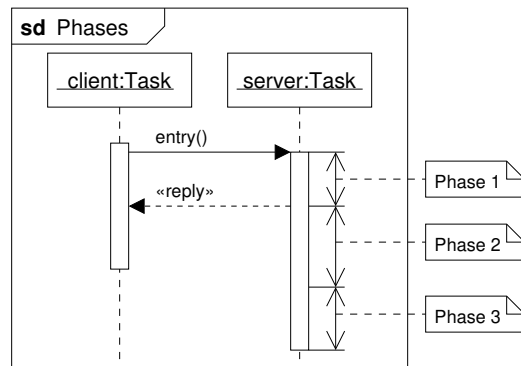 sd Phases
client:Task
server:Task
entry()
Phase 1
«reply»
Phase 2
Phase 3